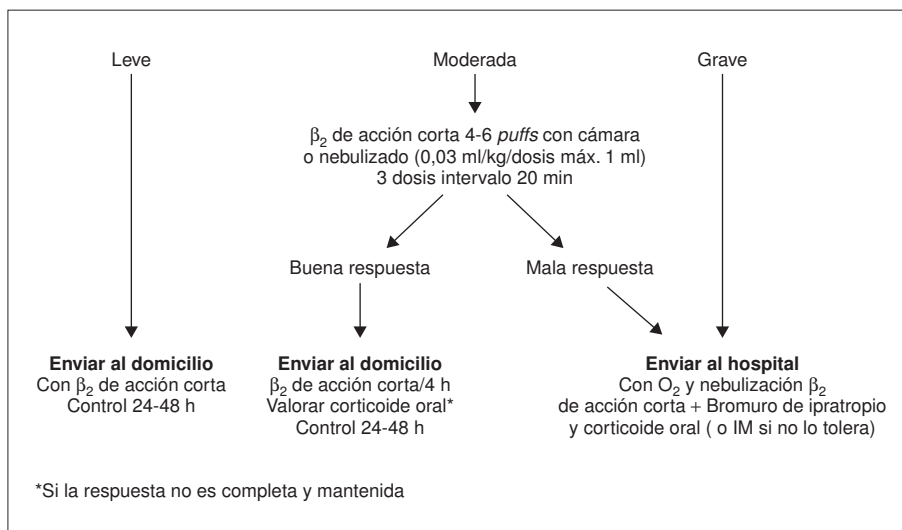 Leve
Moderada
Grave
β₂ de acción corta 4-6 puffs con cámara
o nebulizado (0,03 ml/kg/dosis máx. 1 ml)
3 dosis intervalo 20 min
Buena respuesta
Mala respuesta
Enviar al domicilio
Con β₂ de acción corta
Control 24-48 h
Enviar al domicilio
β₂ de acción corta/4 h
Valorar corticoide oral*
Control 24-48 h
Enviar al hospital
Con O₂ y nebulización β₂
de acción corta + Bromuro de ipratropio
y corticoide oral ( o IM si no lo tolera)
*Si la respuesta no es completa y mantenida